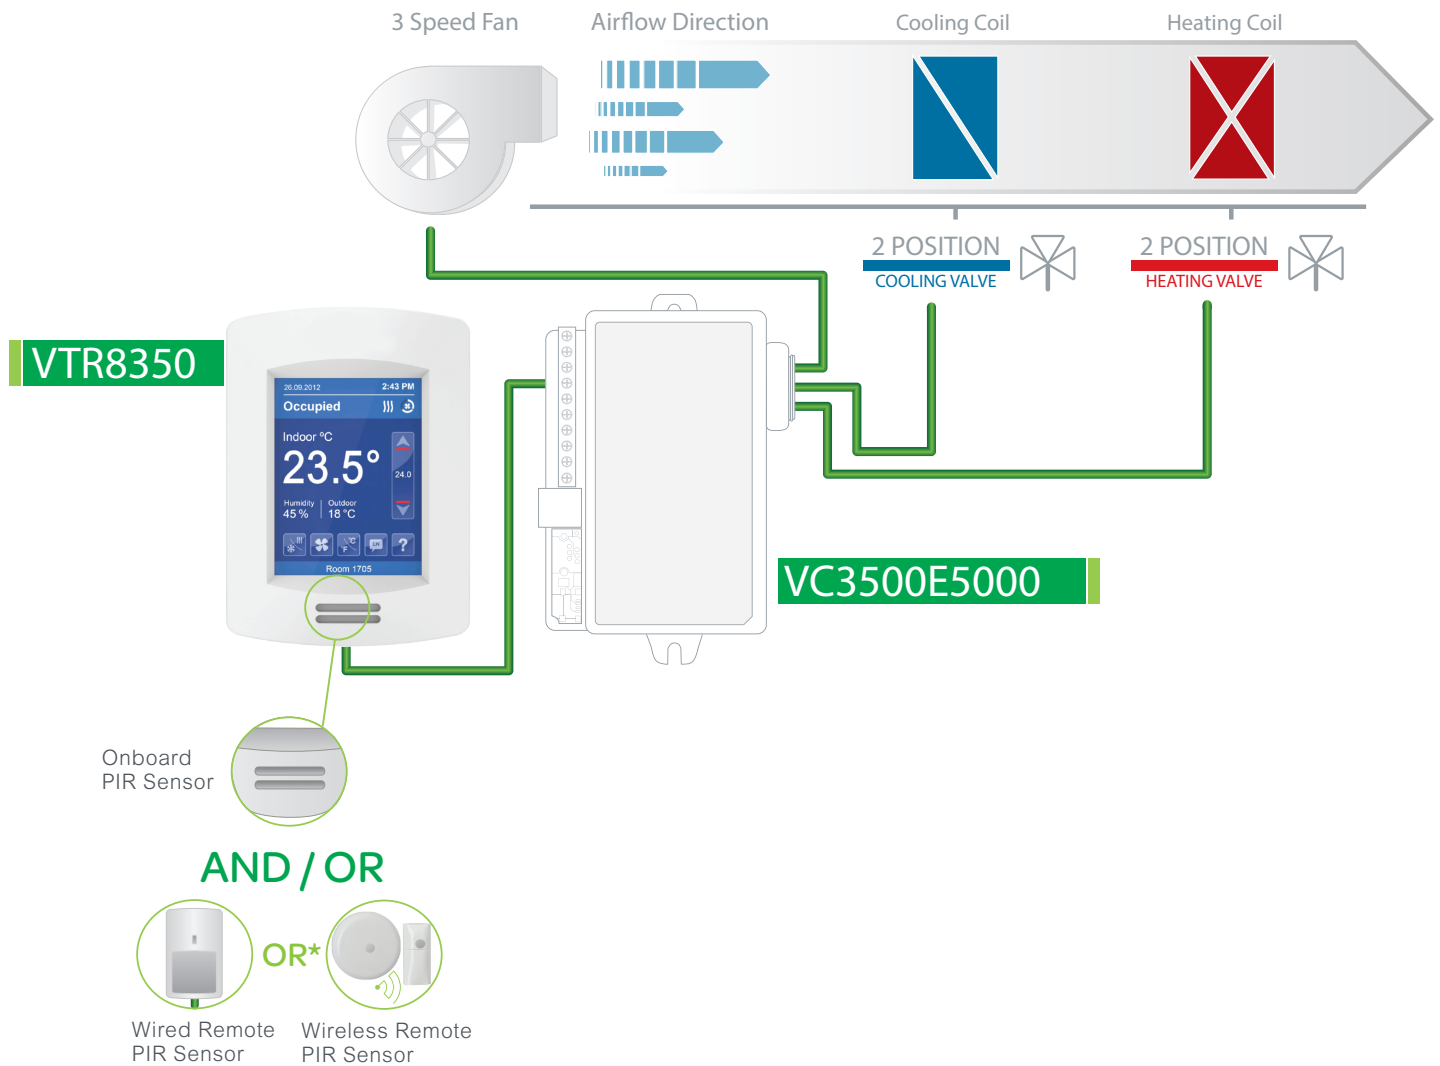 3 Speed Fan
Airflow Direction
Cooling Coil
Heating Coil
2 POSITION
COOLING VALVE
2 POSITION
HEATING VALVE
VTR8350
26.09.2012
2:43 PM
Occupied
Indoor °C
23.5°
24.0
Humidity
45 %
Outdoor
18 °C
°C
°F
Room 1705
?
VC3500E5000
Onboard
PIR Sensor
AND / OR
OR*
Wired Remote
PIR Sensor
Wireless Remote
PIR Sensor